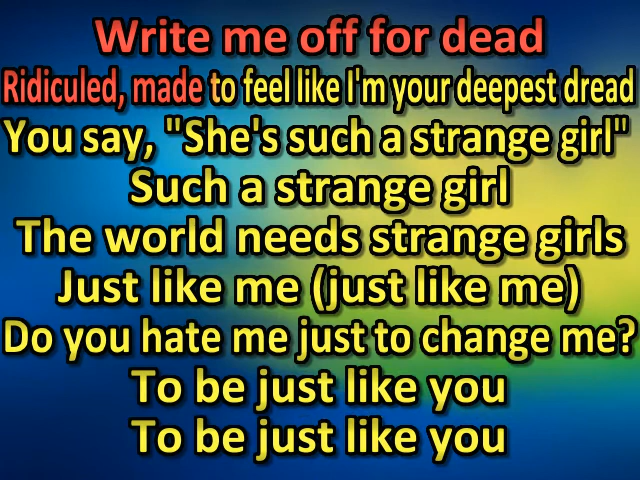 Write me off for dead
Ridiculed, made to feel like I'm your deepest dread
You say, "She's such a strange girl"
Such a strange girl
The world needs strange girls
Just like me (just like me)
Do you hate me just to change me?
To be just like you
To be just like you